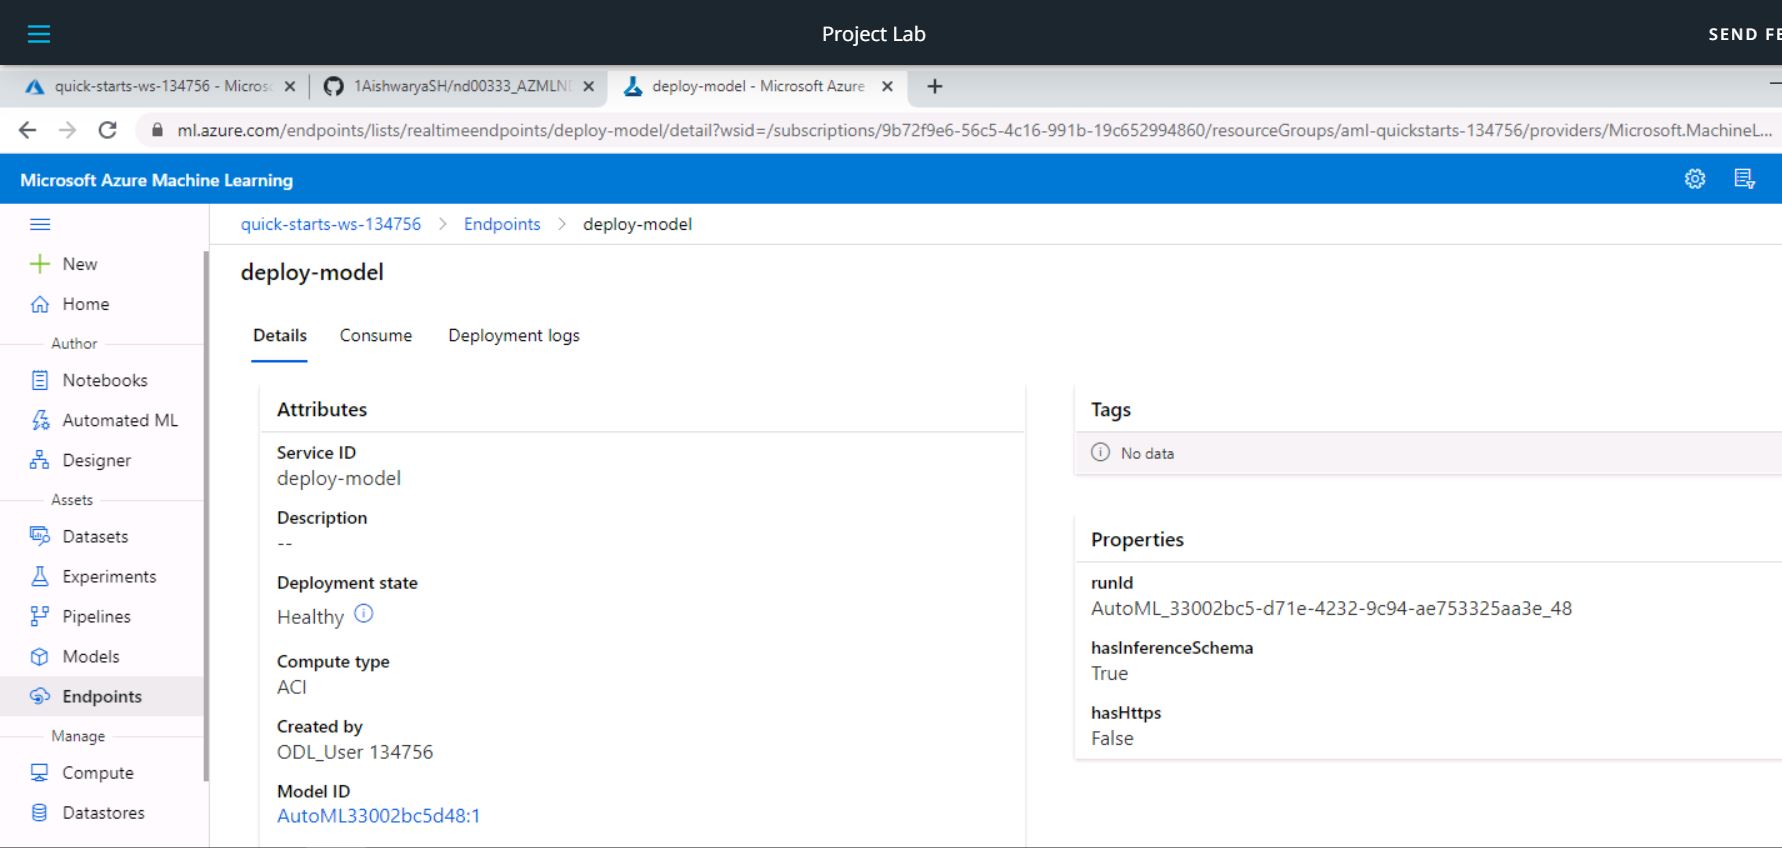 Project Lab
SEND FE
quick-starts-ws-134756 - Micros
1AishwaryaSH/nd00333_AZMLN
deploy-model - Microsoft Azure
ml.azure.com/endpoints/lists/realtimeendpoints/deploy-model/detail?wsid=/subscriptions/9b72f9e6-56c5-4c16-991b-19c652994860/resourceGroups/aml-quickstarts-134756/providers/Microsoft.MachineL...
Microsoft Azure Machine Learning
quick-starts-ws-134756 > Endpoints > deploy-model
New
Home
Author
Notebooks
Automated ML
Designer
Assets
Datasets
Experiments
Pipelines
Models
Endpoints
Manage
Compute
Datastores
deploy-model
Details Consume Deployment logs
Attributes
Service ID
deploy-model
Description
--
Deployment state
Healthy
Compute type
ACI
Created by
ODL_User 134756
Model ID
AutoML33002bc5d48:1
Tags
No data
Properties
runId
AutoML_33002bc5-d71e-4232-9c94-ae753325aa3e_48
hasInferenceSchema
True
hasHttps
False